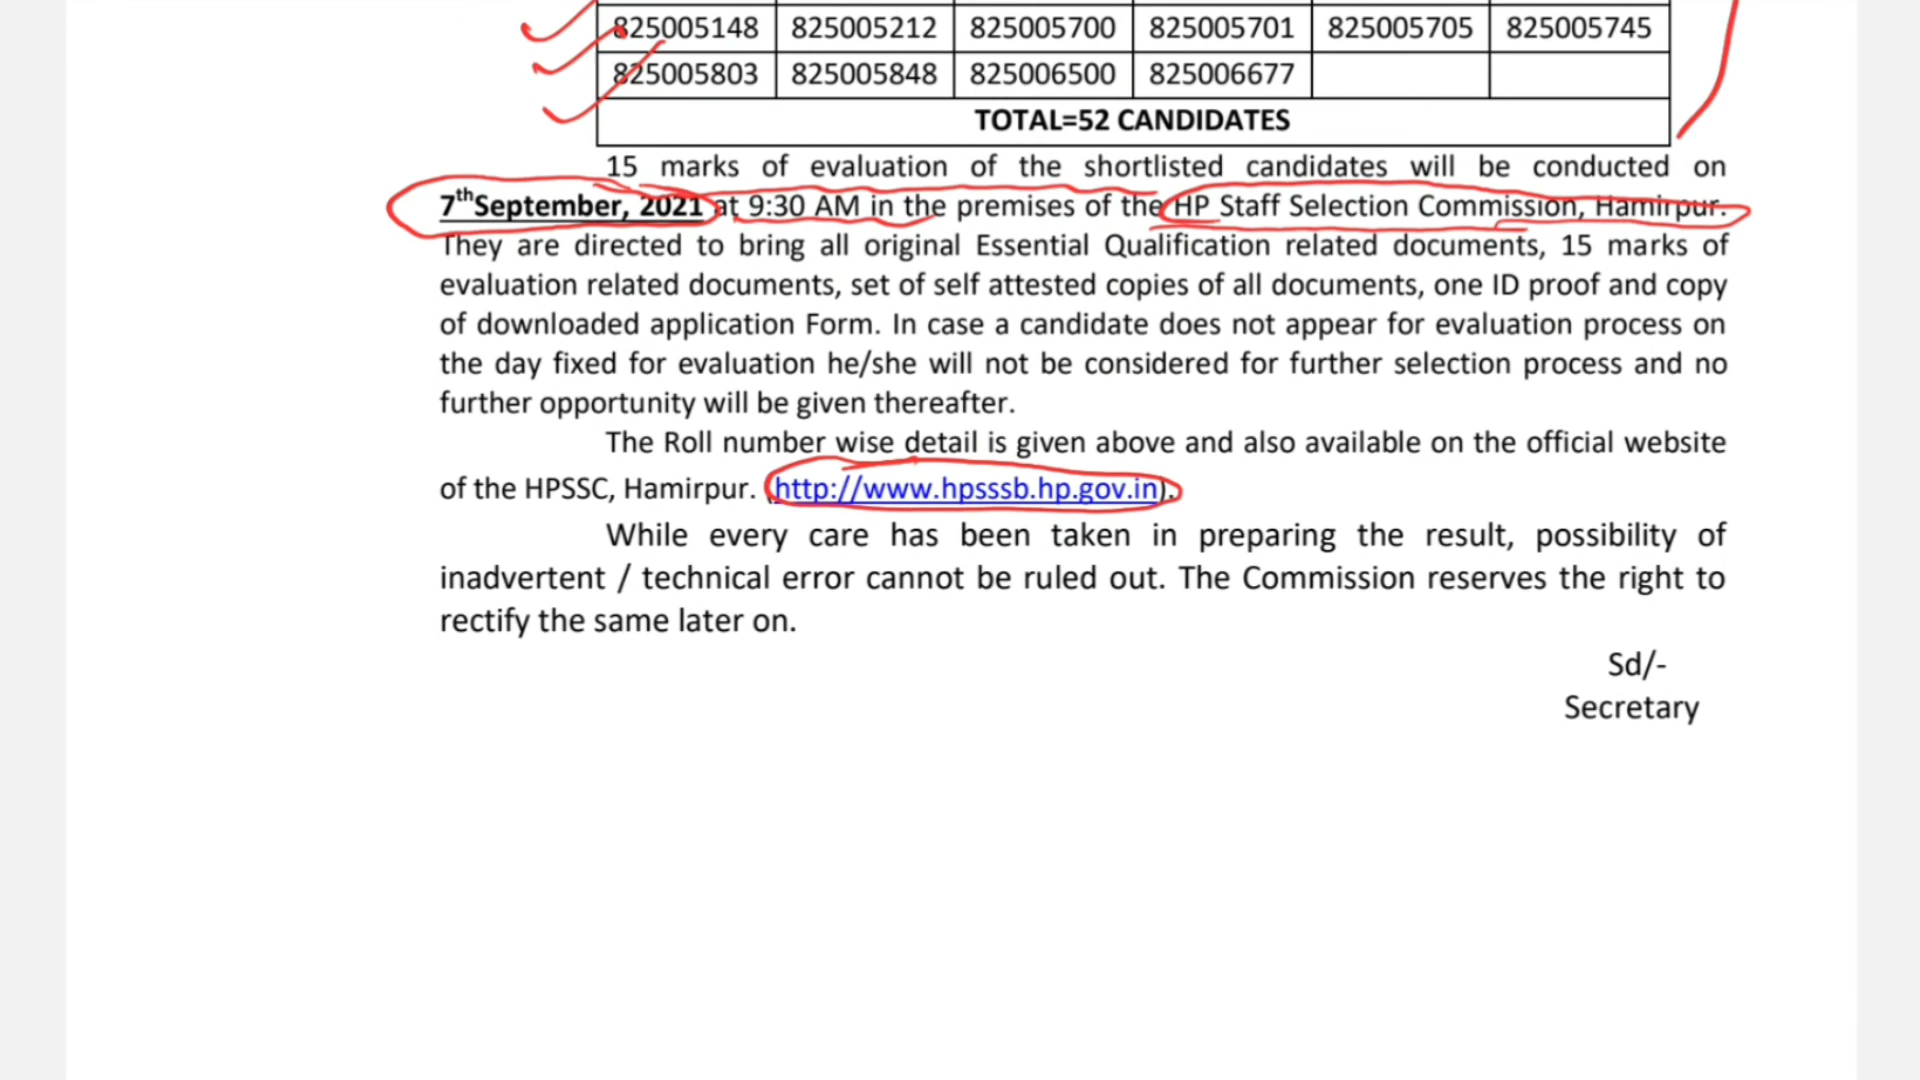 825005148 825005212 825005700 825005701 825005705 825005745
825005803 825005848 825006500 825006677
TOTAL=52 CANDIDATES
15 marks of evaluation of the shortlisted candidates will be conducted on
7thSeptember, 2021 at 9:30 AM in the premises of the HP Staff Selection Commission, Hamirpur.
They are directed to bring all original Essential Qualification related documents, 15 marks of
evaluation related documents, set of self attested copies of all documents, one ID proof and copy
of downloaded application Form. In case a candidate does not appear for evaluation process on
the day fixed for evaluation he/she will not be considered for further selection process and no
further opportunity will be given thereafter.
The Roll number wise detail is given above and also available on the official website
of the HPSSC, Hamirpur. (http://www.hpsssb.hp.gov.in).
While every care has been taken in preparing the result, possibility of
inadvertent / technical error cannot be ruled out. The Commission reserves the right to
rectify the same later on.
Sd/-
Secretary